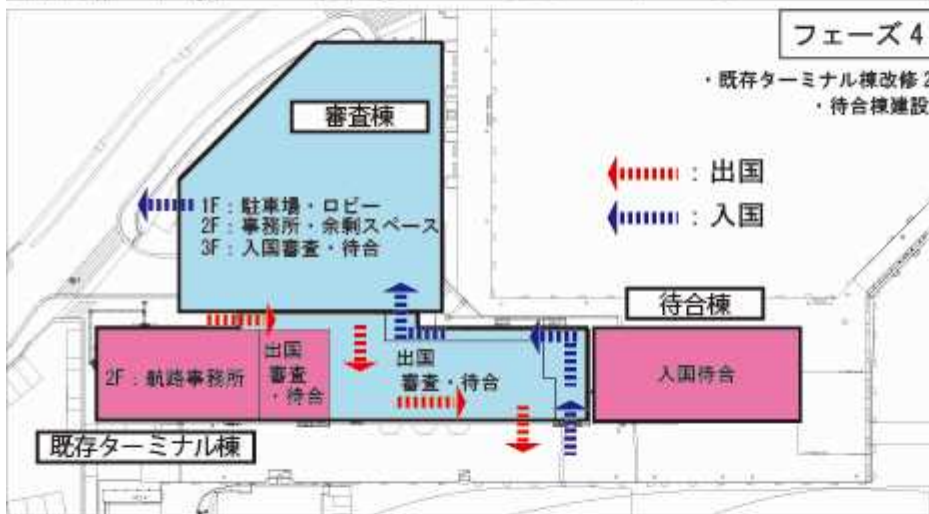 フェーズ4
・既存ターミナル棟改修2
・待合棟建設
審査棟
:出国
:入国
1F:駐車場・ロビー
2F:事務所・余剰スペース
3F:入国審査・待合
待合棟
2F:航路事務所
出国
審査
・待合
出国
審査・待合
入国待合
既存ターミナル棟